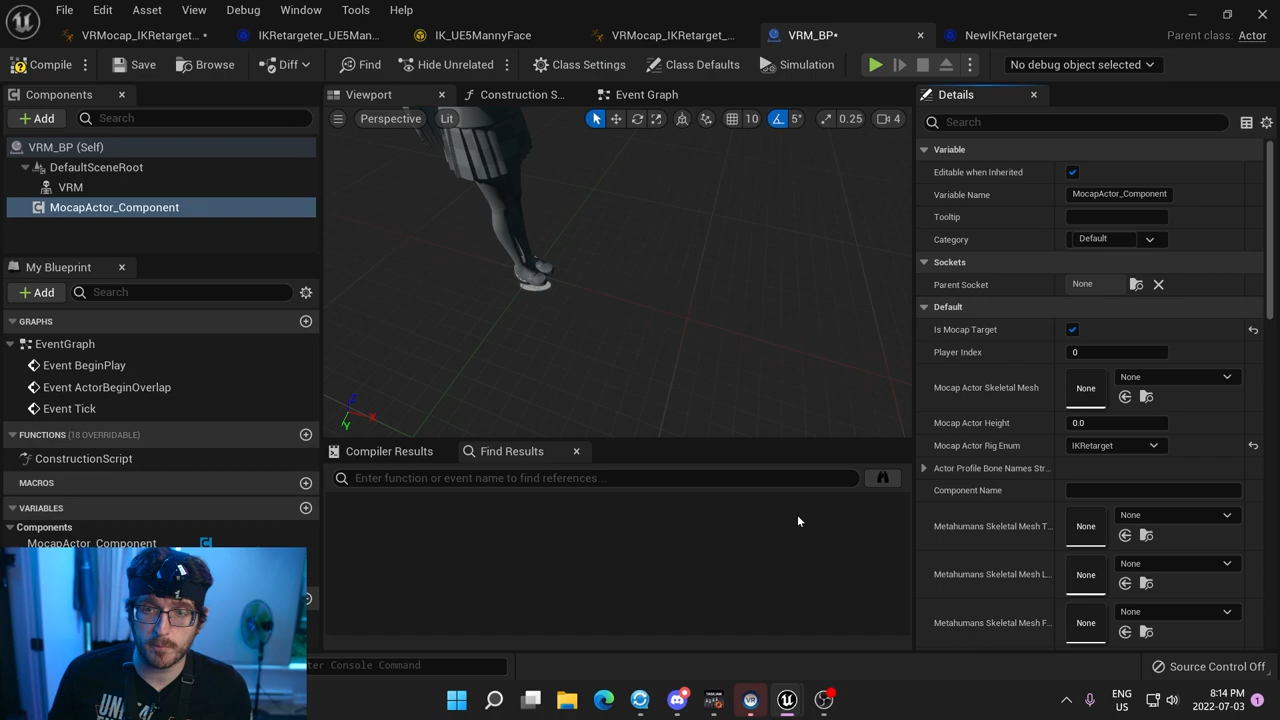 File Edit Asset View Debug Window Tools Help
VRMocap_IKRetarget... • IKRetargeter_UE5Man... IK_UE5MannyFace VRMocap_IKRetarget_... VRM_BP* NewIKRetargeter* Parent class: Actor
Compile Save Browse Diff Find Hide Unrelated Class Settings Class Defaults Simulation No debug object selected
Components
Add Search
VRM_BP (Self)
DefaultSceneRoot
VRM
MocapActor_Component
My Blueprint
Add Search
GRAPHS
EventGraph
Event BeginPlay
Event ActorBeginOverlap
Event Tick
FUNCTIONS (18 OVERRIDABLE)
ConstructionScript
MACROS
VARIABLES
Components
MocapActor_Component
Viewport Construction S... Event Graph
Perspective Lit 10 5° 0.25 4
Z
X
Y
Compiler Results Find Results
Enter function or event name to find references...
Details
Search
Variable
Editable when Inherited
Variable Name MocapActor_Component
Tooltip
Category Default
Sockets
Parent Socket None
Default
Is Mocap Target
Player Index 0
Mocap Actor Skeletal Mesh None None
Mocap Actor Height 0.0
Mocap Actor Rig Enum IKRetarget
Actor Profile Bone Names Str...
Component Name
Metahumans Skeletal Mesh T... None None
Metahumans Skeletal Mesh L... None None
Metahumans Skeletal Mesh F... None None
ter Console Command Source Control Off
ENG
US
8:14 PM
2022-07-03
1